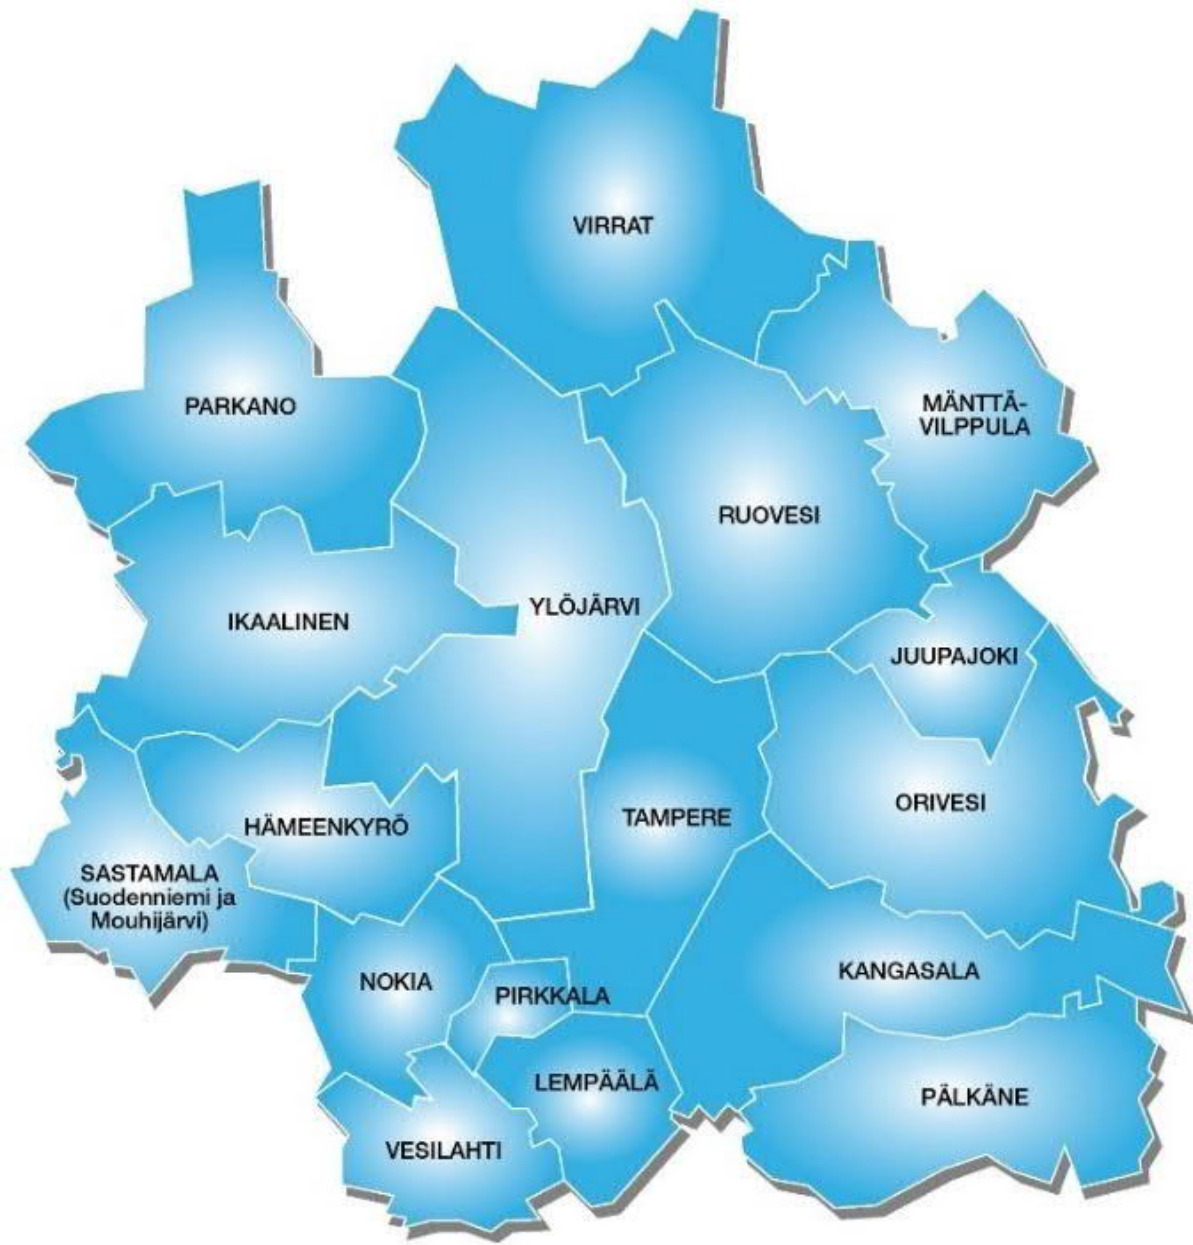 VIRRAT
PARKANO
MÄNTTÄ-
VILPPULA
RUOVESI
IKAALINEN
YLÖJÄRVI
JUUPAJOKI
HÄMEENKYRÖ
TAMPERE
ORIVESI
SASTAMALA
(Suodenniemi ja
Mouhijärvi)
NOKIA
PIRKKALA
KANGASALA
LEMPÄÄLÄ
PÄLKÄNE
VESILAHTI